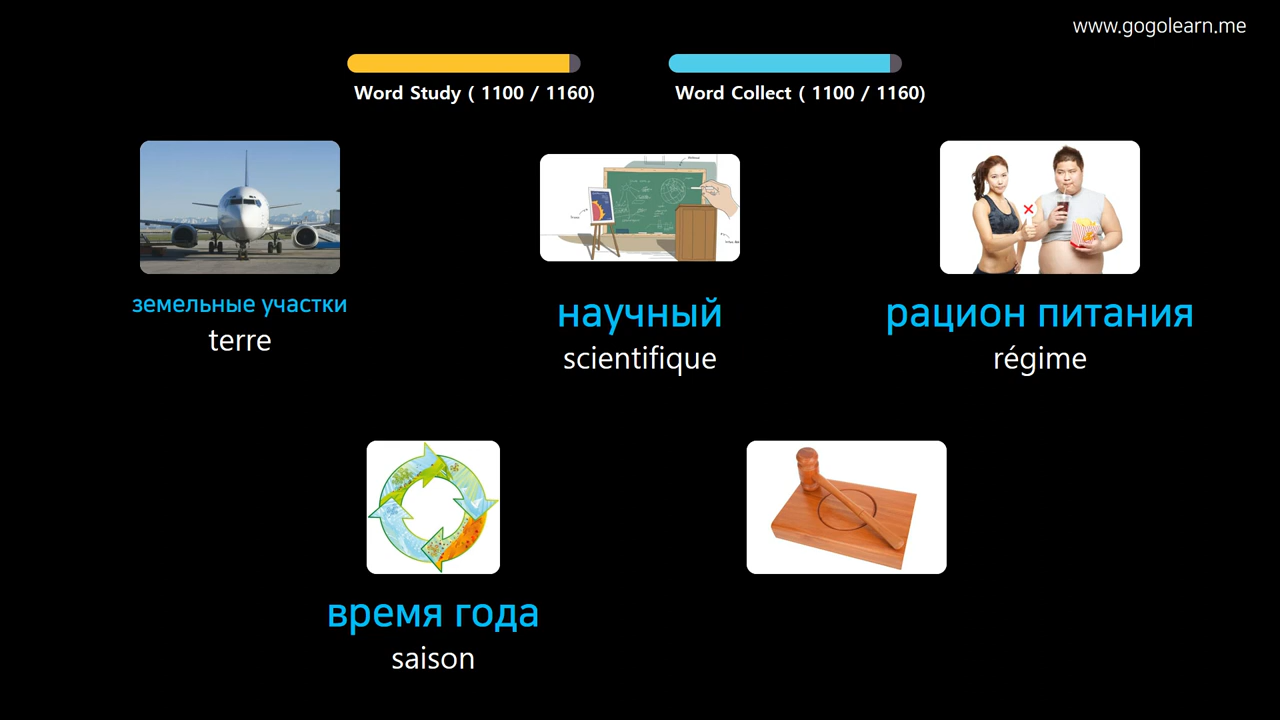 www.gogolearn.me
Word Study ( 1100 / 1160)
Word Collect ( 1100 / 1160)
земельные участки
terre
научный
scientifique
рацион питания
régime
время года
saison